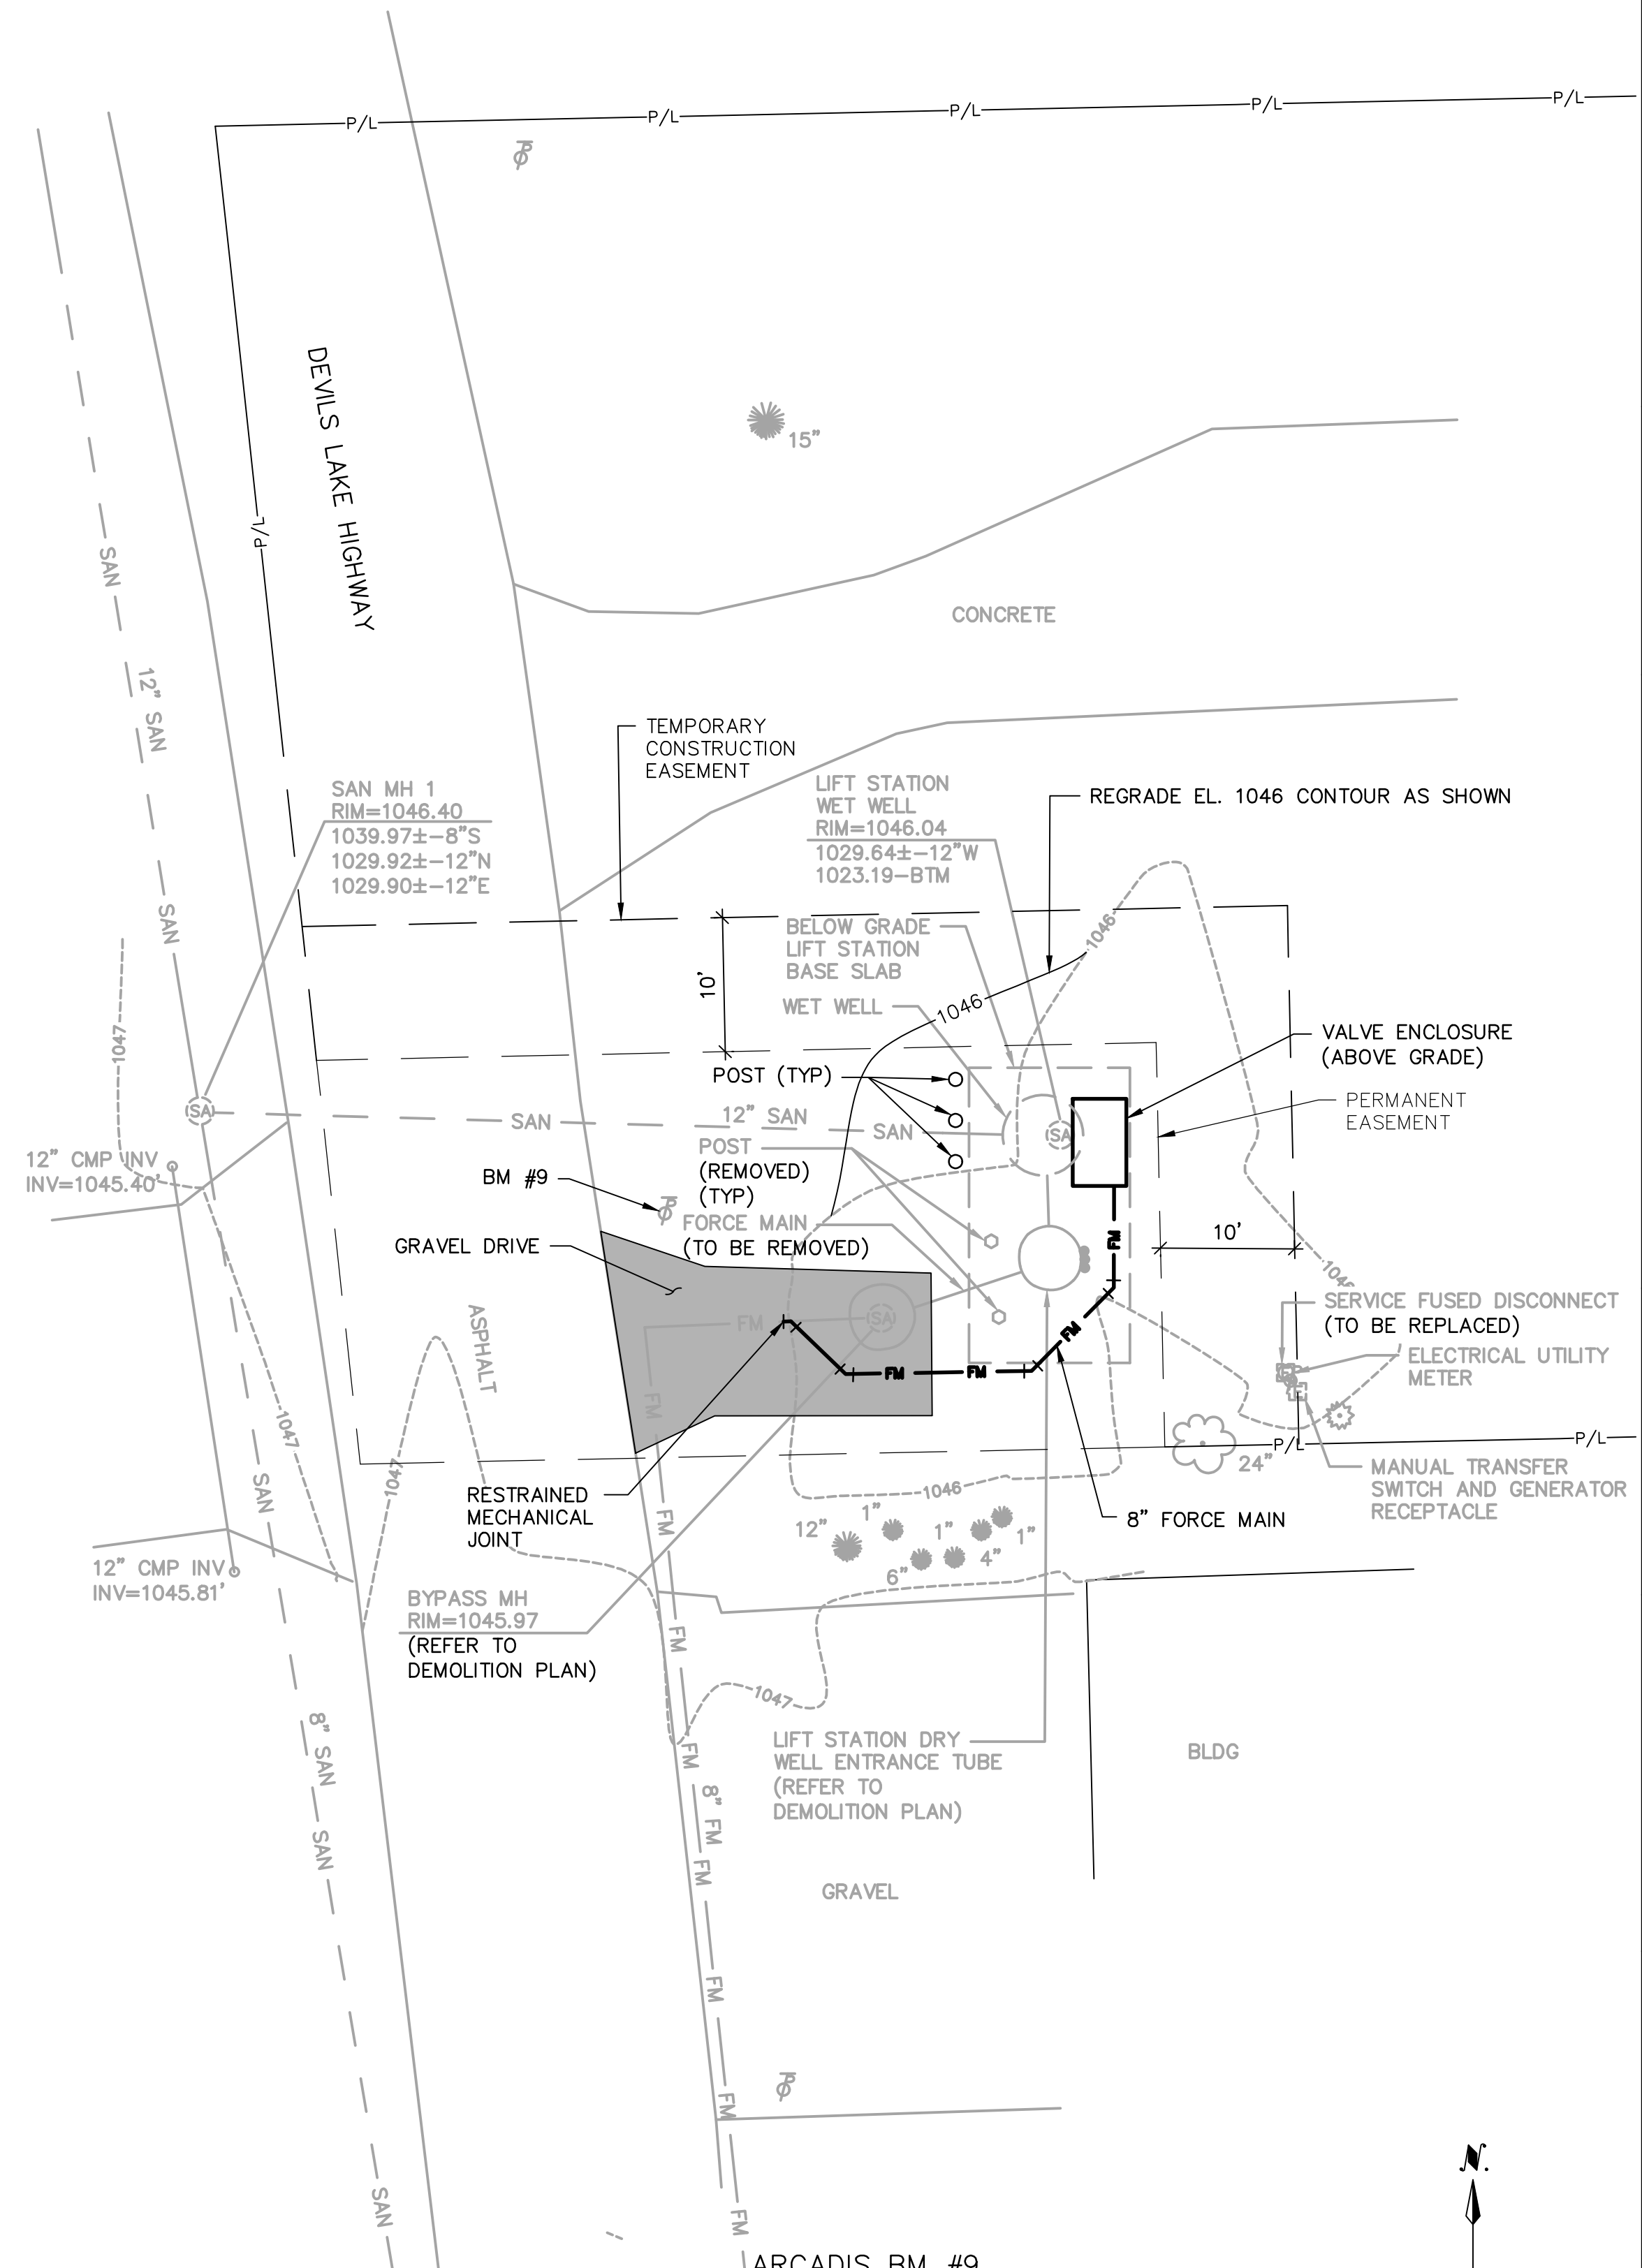 P/L
P/L
P/L
P/L
P/L
15"
DEVILS LAKE HIGHWAY
P/L
SAN
CONCRETE
12" SAN
TEMPORARY
CONSTRUCTION
EASEMENT
SAN MH 1
RIM=1046.40
1039.97±-8"S
1029.92±-12"N
1029.90±-12"E
LIFT STATION
WET WELL
RIM=1046.04
1029.64±-12"W
1023.19-BTM
REGRADE EL. 1046 CONTOUR AS SHOWN
SAN
BELOW GRADE
LIFT STATION
BASE SLAB
1046
10'
WET WELL
1046
1047
VALVE ENCLOSURE
(ABOVE GRADE)
POST (TYP)
PERMANENT
EASEMENT
SA
SAN
12" SAN
SAN
SA
POST
(REMOVED)
(TYP)
12" CMP INV
INV=1045.40'
BM #9
FORCE MAIN
(TO BE REMOVED)
10'
FM
GRAVEL DRIVE
1046
SERVICE FUSED DISCONNECT
(TO BE REPLACED)
FM
SA
FM
ASPHALT
ELECTRICAL UTILITY
METER
FM
FM
FM
1047
P/L
P/L
24"
1047
SAN
MANUAL TRANSFER
SWITCH AND GENERATOR
RECEPTACLE
RESTRAINED
MECHANICAL
JOINT
1046
FM
12"
1"
1"
1"
8" FORCE MAIN
4"
6"
12" CMP INV
INV=1045.81'
BYPASS MH
RIM=1045.97
(REFER TO
DEMOLITION PLAN)
FM
1047
8" SAN
LIFT STATION DRY
WELL ENTRANCE TUBE
(REFER TO
DEMOLITION PLAN)
BLDG
FM
8" FM
SAN
FM
GRAVEL
FM
FM
SAN
FM
N.
ARCADIS BM #9